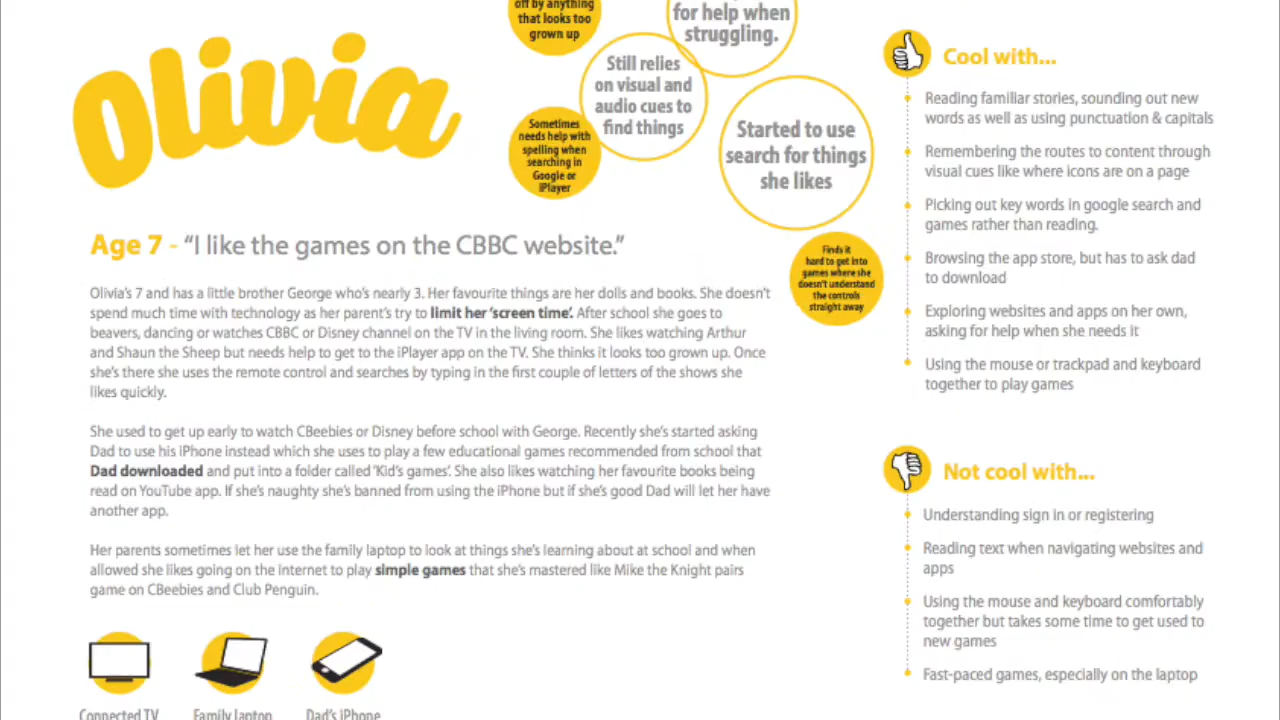 Olivia
off by anything
that looks too
grown up
for help when
struggling.
Still relies
on visual and
audio cues to
find things
Sometimes
needs help with
spelling when
searching in
Google or
iPlayer
Started to use
search for things
she likes
Finds it
hard to get into
games where she
doesn't understand
the controls
straight away
Age 7 - “I like the games on the CBBC website.”
Olivia's 7 and has a little brother George who's nearly 3. Her favourite things are her dolls and books. She doesn't
spend much time with technology as her parent's try to limit her ‘screen time’. After school she goes to
beavers, dancing or watches CBBC or Disney channel on the TV in the living room. She likes watching Arthur
and Shaun the Sheep but needs help to get to the iPlayer app on the TV. She thinks it looks too grown up. Once
she's there she uses the remote control and searches by typing in the first couple of letters of the shows she
likes quickly.
She used to get up early to watch CBeebies or Disney before school with George. Recently she's started asking
Dad to use his iPhone instead which she uses to play a few educational games recommended from school that
Dad downloaded and put into a folder called ‘Kid's games’. She also likes watching her favourite books being
read on YouTube app. If she's naughty she's banned from using the iPhone but if she's good Dad will let her have
another app.
Her parents sometimes let her use the family laptop to look at things she's learning about at school and when
allowed she likes going on the internet to play simple games that she's mastered like Mike the Knight pairs
game on CBeebies and Club Penguin.
Connected TV
Family laptop
Dad's iPhone
Cool with...
Reading familiar stories, sounding out new
words as well as using punctuation & capitals
Remembering the routes to content through
visual cues like where icons are on a page
Picking out key words in google search and
games rather than reading.
Browsing the app store, but has to ask dad
to download
Exploring websites and apps on her own,
asking for help when she needs it
Using the mouse or trackpad and keyboard
together to play games
Not cool with...
Understanding sign in or registering
Reading text when navigating websites and
apps
Using the mouse and keyboard comfortably
together but takes some time to get used to
new games
Fast-paced games, especially on the laptop